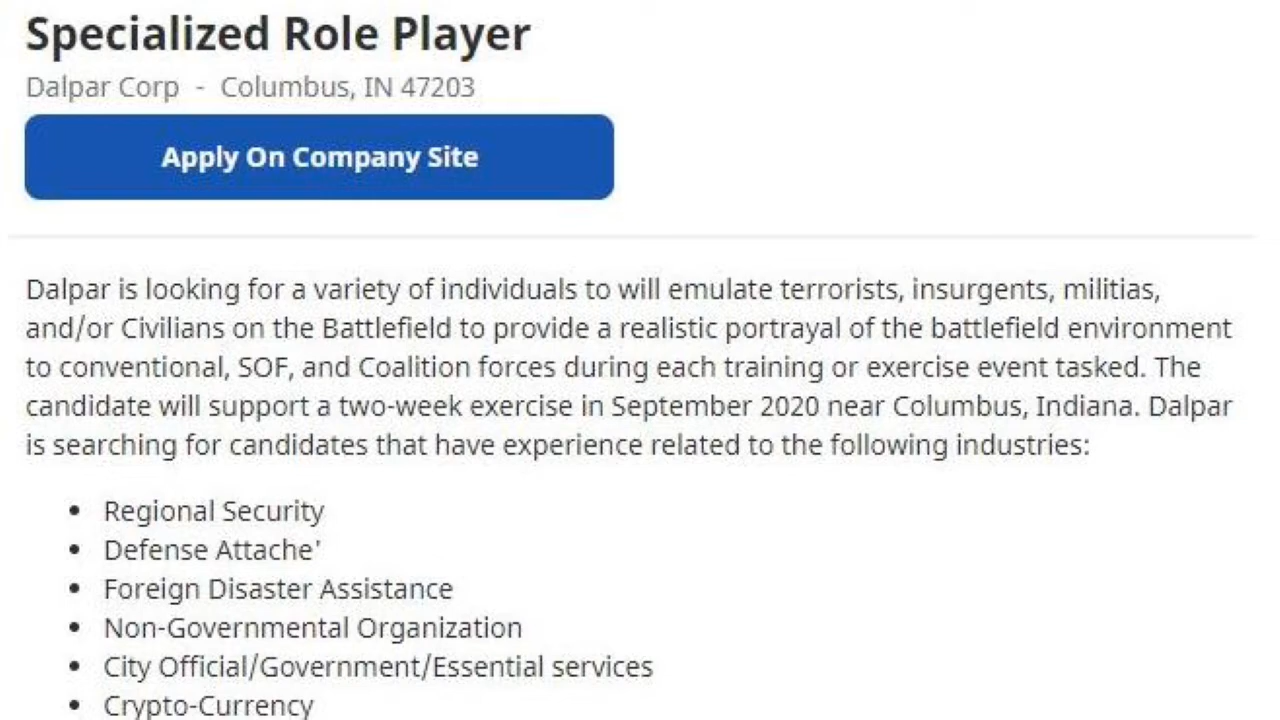 Specialized Role Player
Dalpar Corp - Columbus, IN 47203
Apply On Company Site
Dalpar is looking for a variety of individuals to will emulate terrorists, insurgents, militias,
and/or Civilians on the Battlefield to provide a realistic portrayal of the battlefield environment
to conventional, SOF, and Coalition forces during each training or exercise event tasked. The
candidate will support a two-week exercise in September 2020 near Columbus, Indiana. Dalpar
is searching for candidates that have experience related to the following industries:
• Regional Security
• Defense Attache'
• Foreign Disaster Assistance
• Non-Governmental Organization
• City Official/Government/Essential services
• Crypto-Currency